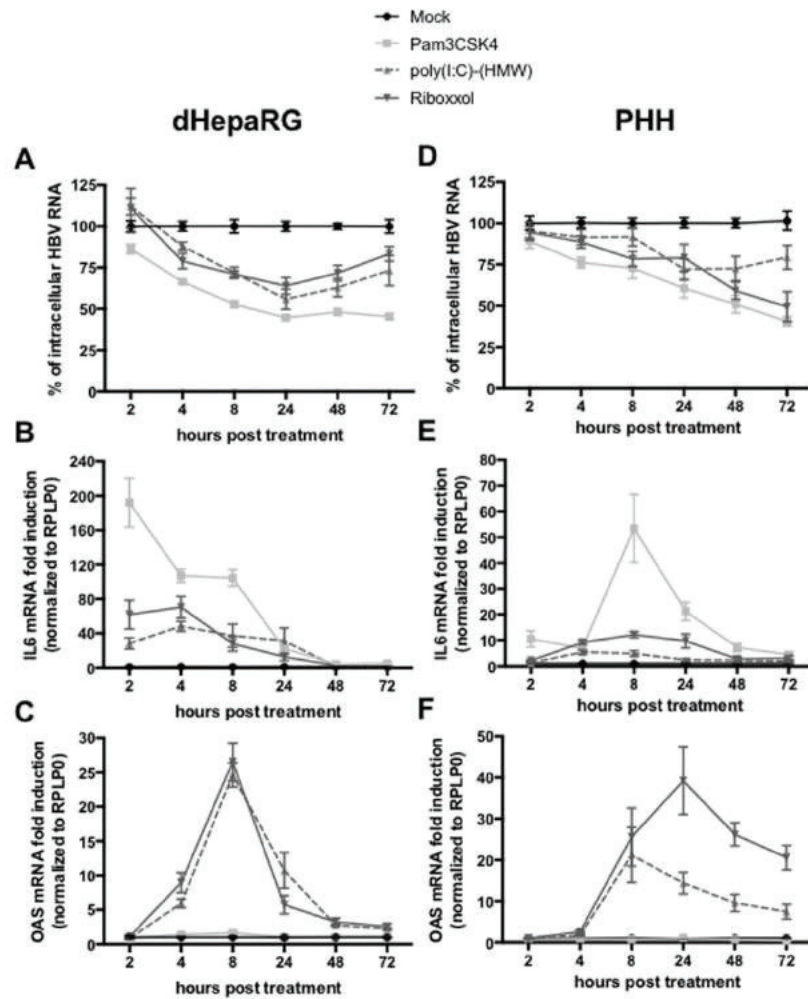 Mock
Pam3CSK4
poly(I:C)-(HMW)
Riboxxol
dHepaRG
PHH
A
% of intracellular HBV RNA
125
100
75
50
25
0
2 4 8 24 48 72
hours post treatment
D
% of intracellular HBV RNA
125
100
75
50
25
0
2 4 8 24 48 72
hours post treatment
B
IL6 mRNA fold induction
(normalized to RPLP0)
240
200
160
120
80
40
0
2 4 8 24 48 72
hours post treatment
E
IL6 mRNA fold induction
(normalized to RPLP0)
80
70
60
50
40
30
20
10
0
2 4 8 24 48 72
hours post treatment
C
OAS mRNA fold induction
(normalized to RPLP0)
30
25
20
15
10
5
0
2 4 8 24 48 72
hours post treatment
F
OAS mRNA fold induction
(normalized to RPLP0)
50
40
30
20
10
0
2 4 8 24 48 72
hours post treatment